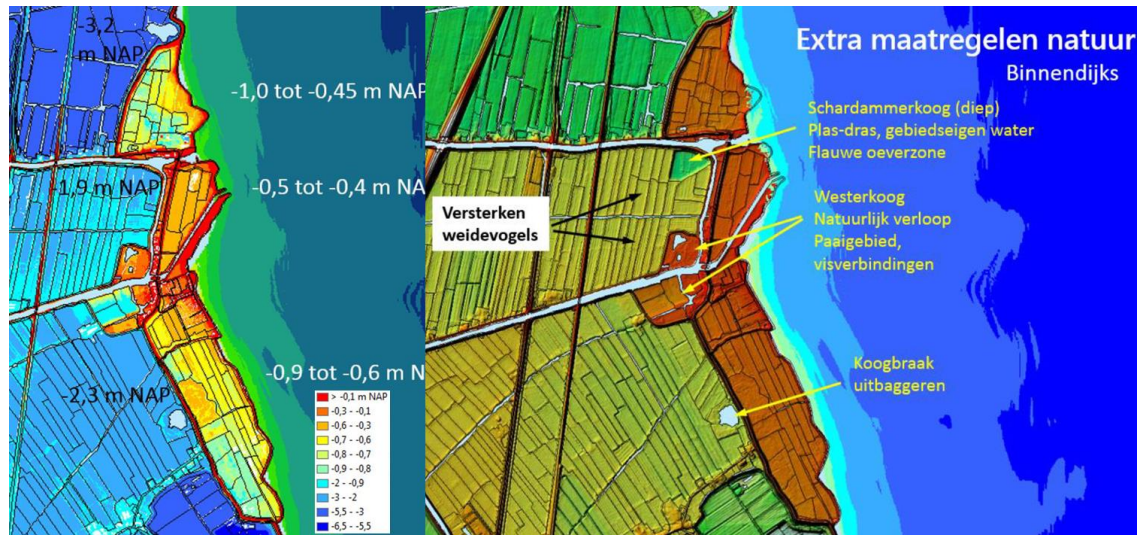 -3,2
m NAP
-1,0 tot -0,45 m NAP
-1,9 m NAP
-0,5 tot -0,4 m NA
-0,9 tot -0,6 m N
-2,3 m NAP
> -0,1 m NAP
-0,3 - -0,1
-0,6 - -0,3
-0,7 - -0,6
-0,8 - -0,7
-0,9 - -0,8
-2 - -0,9
-3 - -2
-5,5 - -3
-6,5 - -5,5
Extra maatregelen natuur
Binnendijks
Schardammerkoog (diep)
Plas-dras, gebiedseigen water
Flauwe oeverzone
Versterken
weidevogels
Westerkoog
Natuurlijk verloop
Paaigebied,
visverbindingen
Koogbraak
uitbaggeren